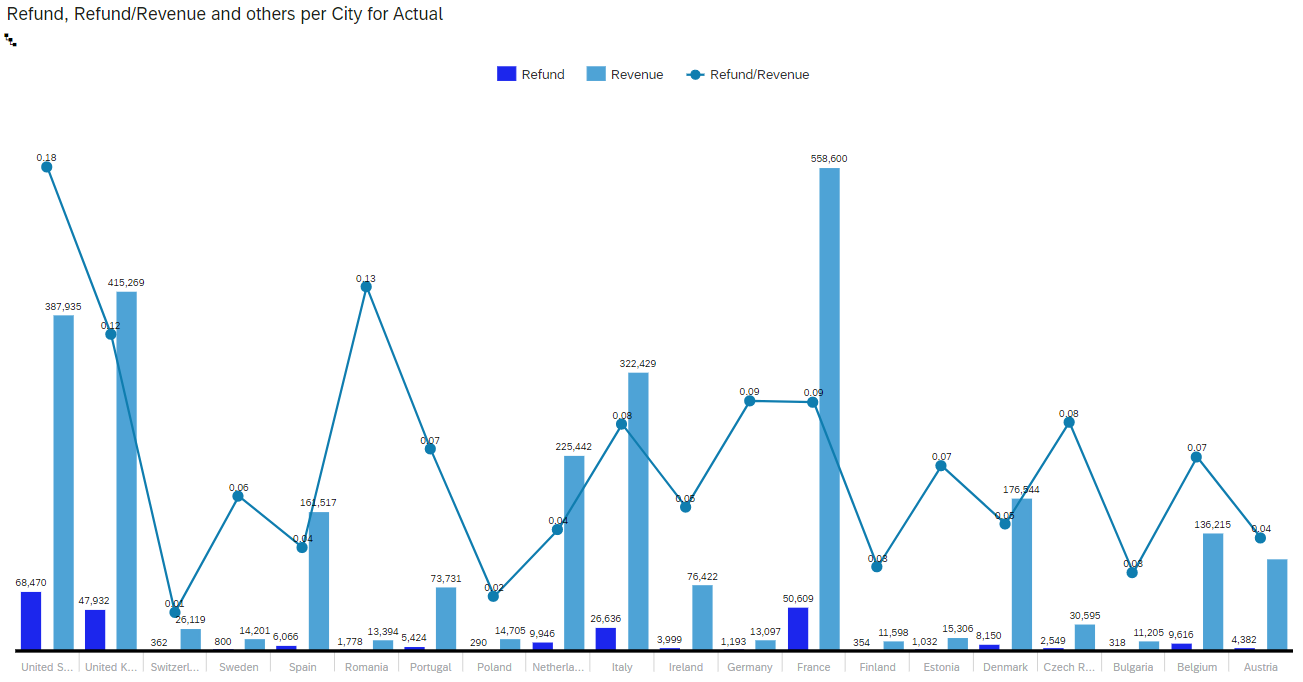 Refund, Refund/Revenue and others per City for Actual
Refund Revenue Refund/Revenue
0.18
558,600
0.13
415,269
387,935
0.12
322,429
0.09 0.09
0.08 0.08
0.07 225,442 0.07
0.07
0.06 176,544
161,517 0.05
0.04 0.04 0.05 136,215 0.04
0.03 0.03
68,470 73,731 76,422
47,932 0.01 0.02 50,609
26,119 26,636 30,595
362 800 14,201 6,066 1,778 13,394 5,424 290 14,705 9,946 3,999 1,193 13,097 354 11,598 1,032 15,306 8,150 2,549 318 11,205 9,616 4,382
United S... United K... Switzerl... Sweden Spain Romania Portugal Poland Netherla... Italy Ireland Germany France Finland Estonia Denmark Czech R... Bulgaria Belgium Austria